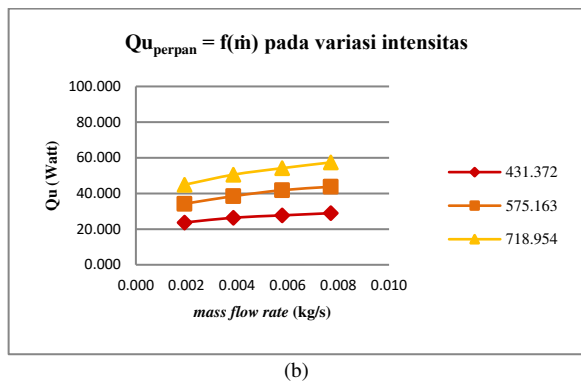 Qu_perpan = f(ṁ) pada variasi intensitas
100.000
80.000
60.000
40.000
20.000
0.000
Qu (Watt)
0.000 0.002 0.004 0.006 0.008 0.010
mass flow rate (kg/s)
431.372
575.163
718.954
(b)